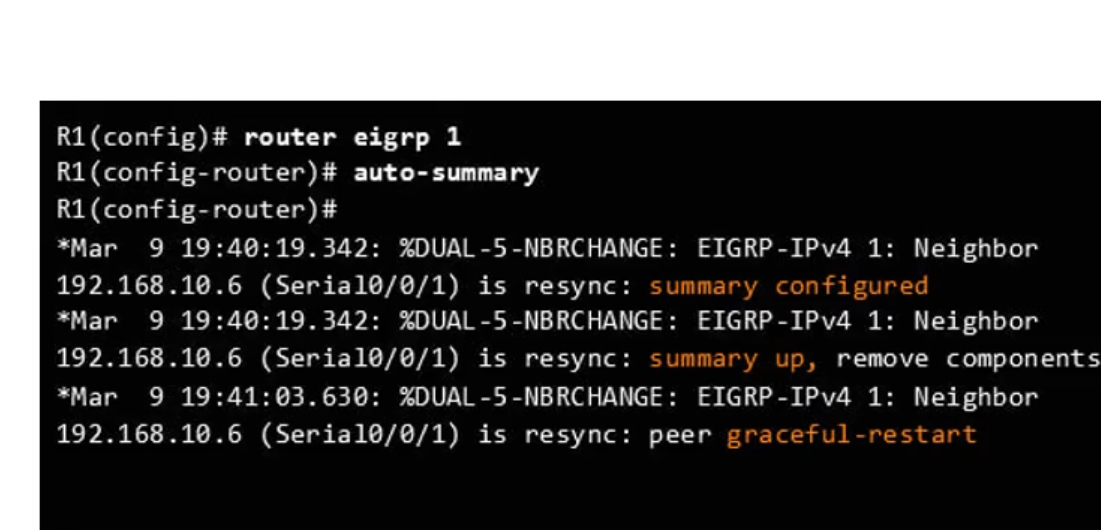 R1(config)# router eigrp 1
R1(config-router)# auto-summary
R1(config-router)#
*Mar  9 19:40:19.342: %DUAL-5-NBRCHANGE: EIGRP-IPv4 1: Neighbor
192.168.10.6 (Serial0/0/1) is resync: summary configured
*Mar  9 19:40:19.342: %DUAL-5-NBRCHANGE: EIGRP-IPv4 1: Neighbor
192.168.10.6 (Serial0/0/1) is resync: summary up, remove components
*Mar  9 19:41:03.630: %DUAL-5-NBRCHANGE: EIGRP-IPv4 1: Neighbor
192.168.10.6 (Serial0/0/1) is resync: peer graceful-restart